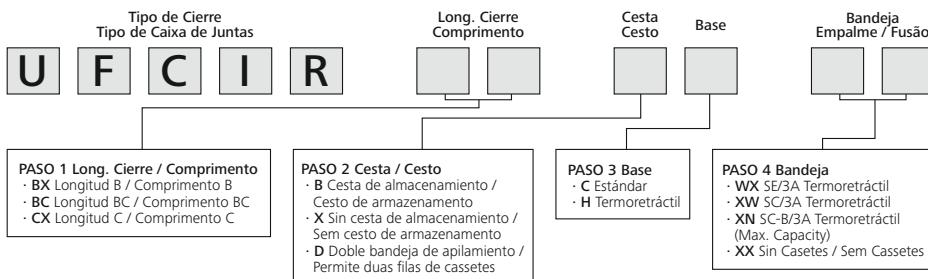 Tipo de Cierre
Tipo de Caixa de Juntas
Long. Cierre
Comprimento
Cesta
Cesto
Base
Bandeja
Empalme / Fusão
U F C I R
PASO 1 Long. Cierre / Comprimento
· BX Longitud B / Comprimento B
· BC Longitud BC / Comprimento BC
· CX Longitud C / Comprimento C
PASO 2 Cesta / Cesto
· B Cesta de almacenamiento /
Cesto de armazenamento
· X Sin cesta de almacenamiento /
Sem cesto de armazenamento
· D Doble bandeja de apilamiento /
Permite duas filas de cassetes
PASO 3 Base
· C Estándar
· H Termoretráctil
PASO 4 Bandeja
· WX SE/3A Termoretráctil
· XW SC/3A Termoretráctil
· XN SC-B/3A Termoretráctil
(Max. Capacity)
· XX Sin Casetes / Sem Cassetes